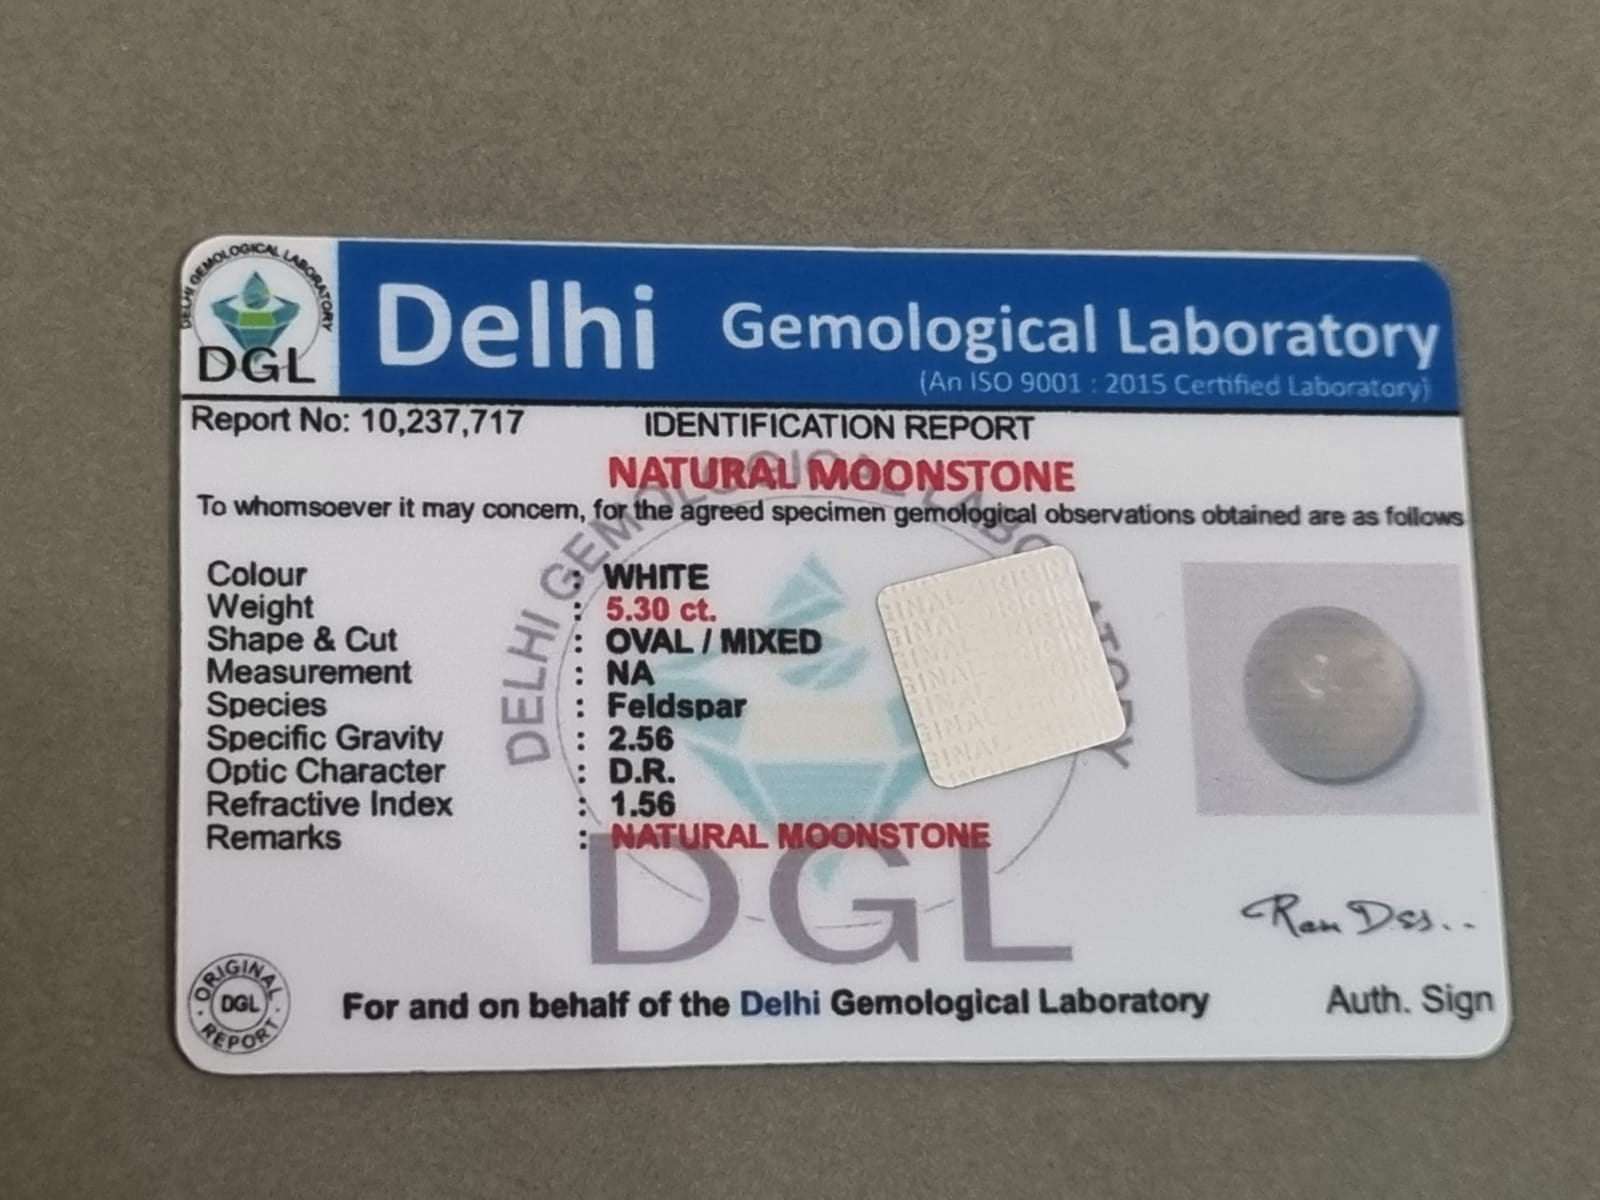 DELHI GEMOLOGICAL LABORATORY
DGL
Delhi Gemological Laboratory
(An ISO 9001 : 2015 Certified Laboratory)
Report No: 10,237,717 IDENTIFICATION REPORT
NATURAL MOONSTONE
To whomsoever it may concern, for the agreed specimen gemological observations obtained are as follows
Colour : WHITE
Weight : 5.30 ct.
Shape & Cut : OVAL / MIXED
Measurement : NA
Species : Feldspar
Specific Gravity : 2.56
Optic Character : D.R.
Refractive Index : 1.56
Remarks : NATURAL MOONSTONE
DELHI GEMOLOGICAL LABORATORY
DGL
ORIGINAL
DGL
REPORT
For and on behalf of the Delhi Gemological Laboratory
Auth. Sign